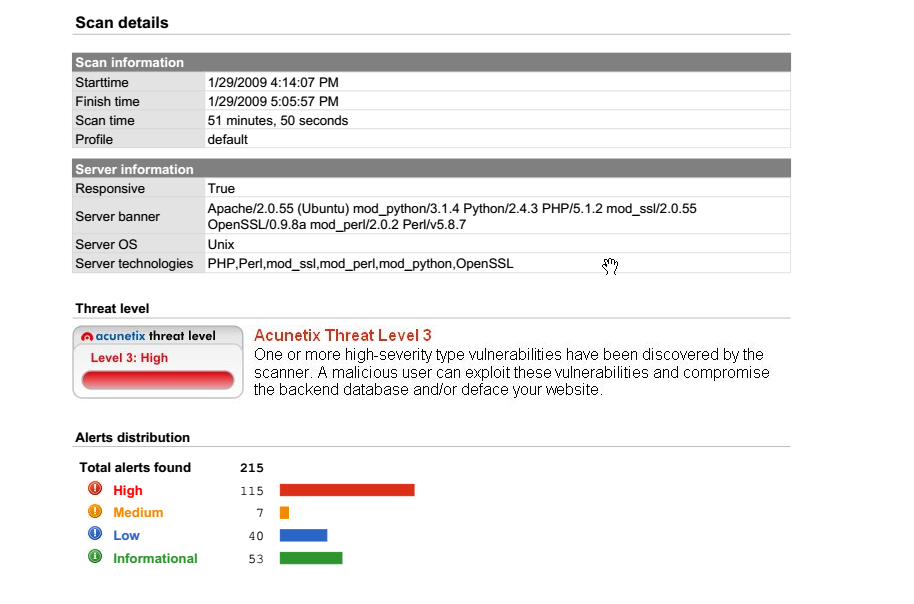 Scan details
Scan information
Starttime 1/29/2009 4:14:07 PM
Finish time 1/29/2009 5:05:57 PM
Scan time 51 minutes, 50 seconds
Profile default
Server information
Responsive True
Server banner Apache/2.0.55 (Ubuntu) mod_python/3.1.4 Python/2.4.3 PHP/5.1.2 mod_ssl/2.0.55
OpenSSL/0.9.8a mod_perl/2.0.2 Perl/v5.8.7
Server OS Unix
Server technologies PHP,Perl,mod_ssl,mod_perl,mod_python,OpenSSL
Threat level
acunetix threat level
Level 3: High
Acunetix Threat Level 3
One or more high-severity type vulnerabilities have been discovered by the
scanner. A malicious user can exploit these vulnerabilities and compromise
the backend database and/or deface your website.
Alerts distribution
Total alerts found 215
High 115
Medium 7
Low 40
Informational 53